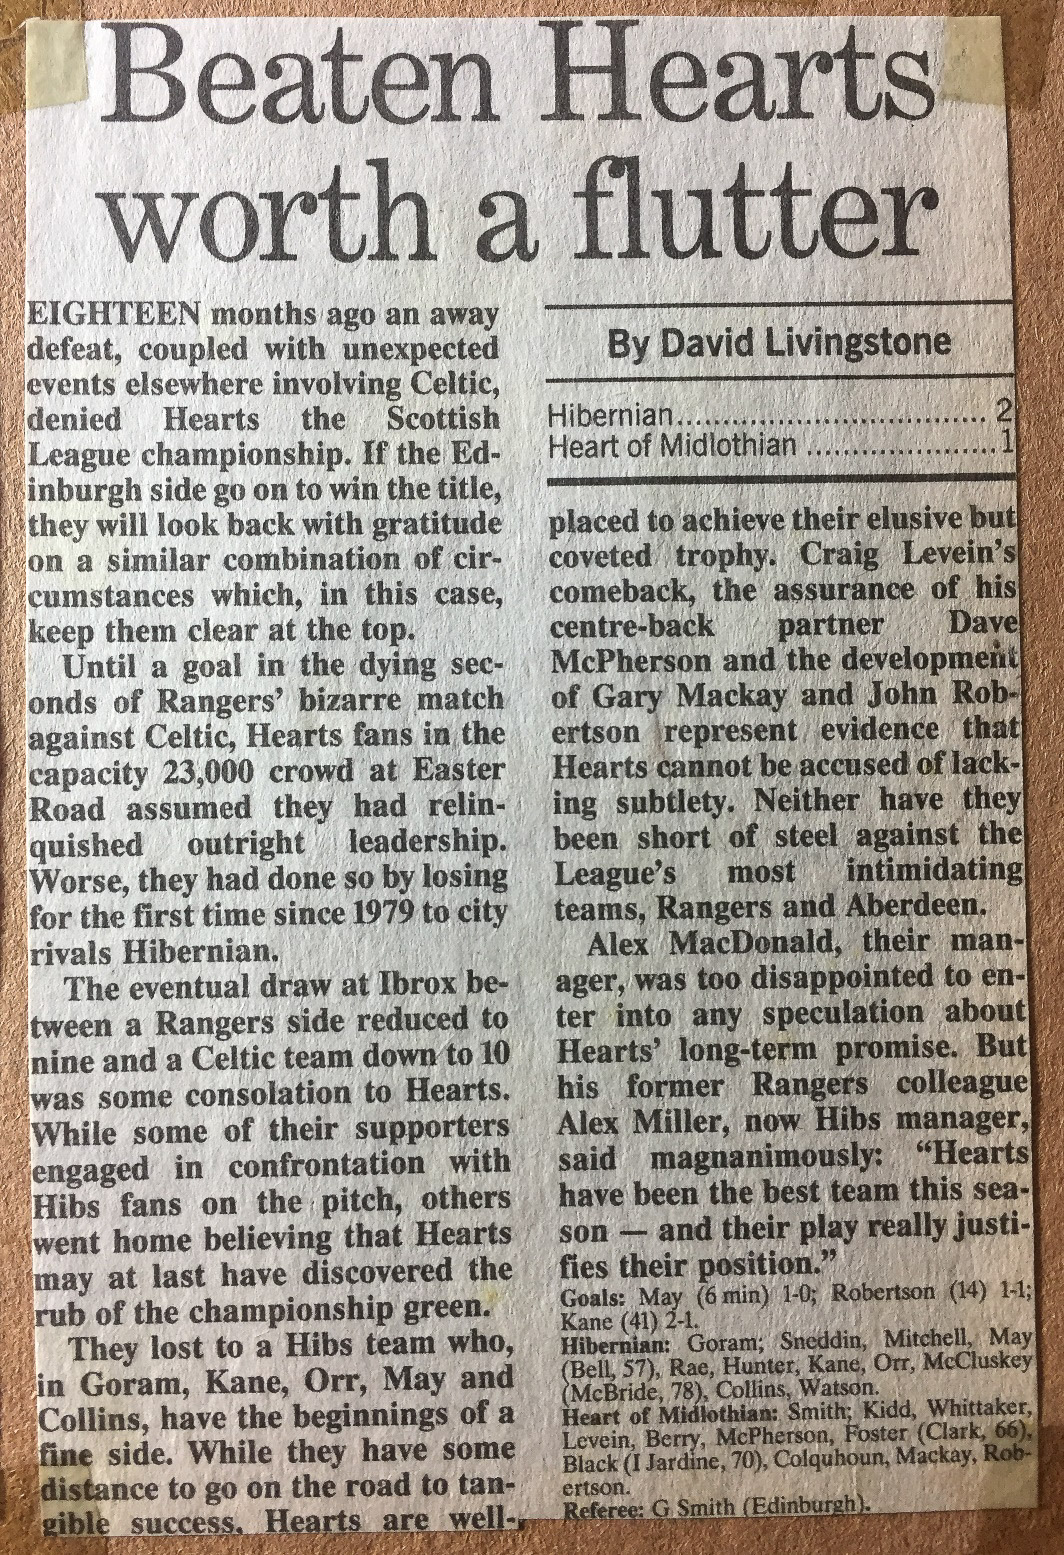 Beaten Hearts
worth a flutter
EIGHTEEN months ago an away
defeat, coupled with unexpected
events elsewhere involving Celtic,
denied Hearts the Scottish
League championship. If the Ed-
inburgh side go on to win the title,
they will look back with gratitude
on a similar combination of cir-
cumstances which, in this case,
keep them clear at the top.
Until a goal in the dying sec-
onds of Rangers' bizarre match
against Celtic, Hearts fans in the
capacity 23,000 crowd at Easter
Road assumed they had relin-
quished outright leadership.
Worse, they had done so by losing
for the first time since 1979 to city
rivals Hibernian.
The eventual draw at Ibrox be-
tween a Rangers side reduced to
nine and a Celtic team down to 10
was some consolation to Hearts.
While some of their supporters
engaged in confrontation with
Hibs fans on the pitch, others
went home believing that Hearts
may at last have discovered the
rub of the championship green.
They lost to a Hibs team who,
in Goram, Kane, Orr, May and
Collins, have the beginnings of a
fine side. While they have some
distance to go on the road to tan-
gible success, Hearts are well-
By David Livingstone
Hibernian.................................. 2
Heart of Midlothian ......................1
placed to achieve their elusive but
coveted trophy. Craig Levein's
comeback, the assurance of his
centre-back partner Dave
McPherson and the development
of Gary Mackay and John Rob-
ertson represent evidence that
Hearts cannot be accused of lack-
ing subtlety. Neither have they
been short of steel against the
League's most intimidating
teams, Rangers and Aberdeen.
Alex MacDonald, their man-
ager, was too disappointed to en-
ter into any speculation about
Hearts' long-term promise. But
his former Rangers colleague
Alex Miller, now Hibs manager,
said magnanimously: “Hearts
have been the best team this sea-
son — and their play really justi-
fies their position.”
Goals: May (6 min) 1-0; Robertson (14) 1-1;
Kane (41) 2-1.
Hibernian: Goram; Sneddin, Mitchell, May
(Bell, 57), Rae, Hunter, Kane, Orr, McCluskey
(McBride, 78), Collins, Watson.
Heart of Midlothian: Smith; Kidd, Whittaker,
Levein, Berry, McPherson, Foster (Clark, 66),
Black (I Jardine, 70), Colquhoun, Mackay, Rob-
ertson.
Referee: G Smith (Edinburgh).